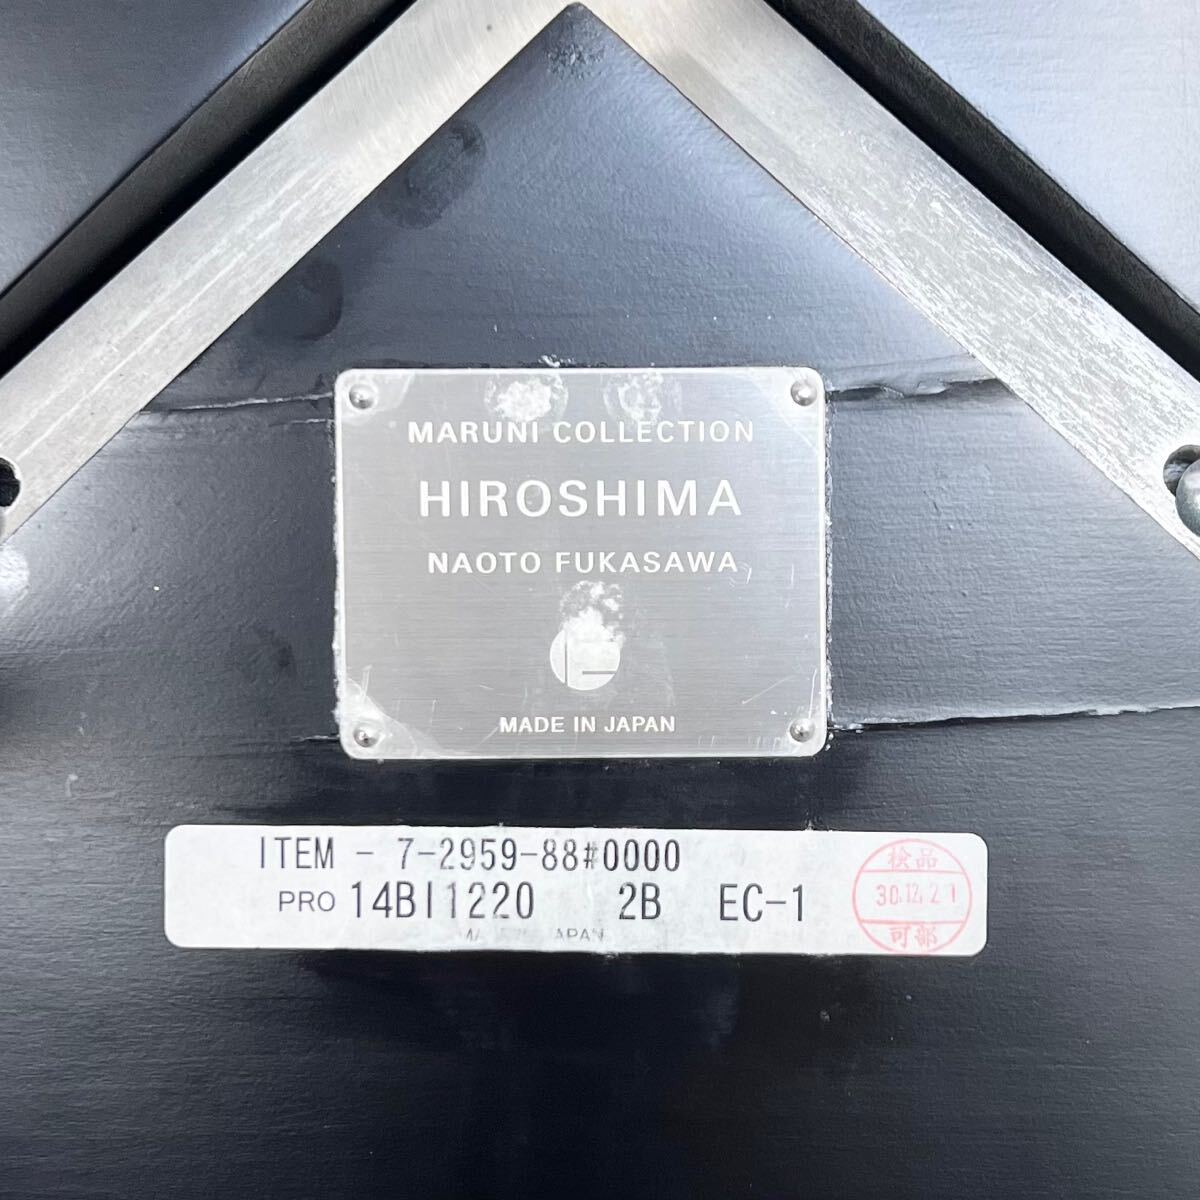 MARUNI COLLECTION
HIROSHIMA
NAOTO FUKASAWA
MADE IN JAPAN
ITEM - 7-2959-88#0000
PRO 14BI1220 2B EC-1
検品
30.12.21
可部